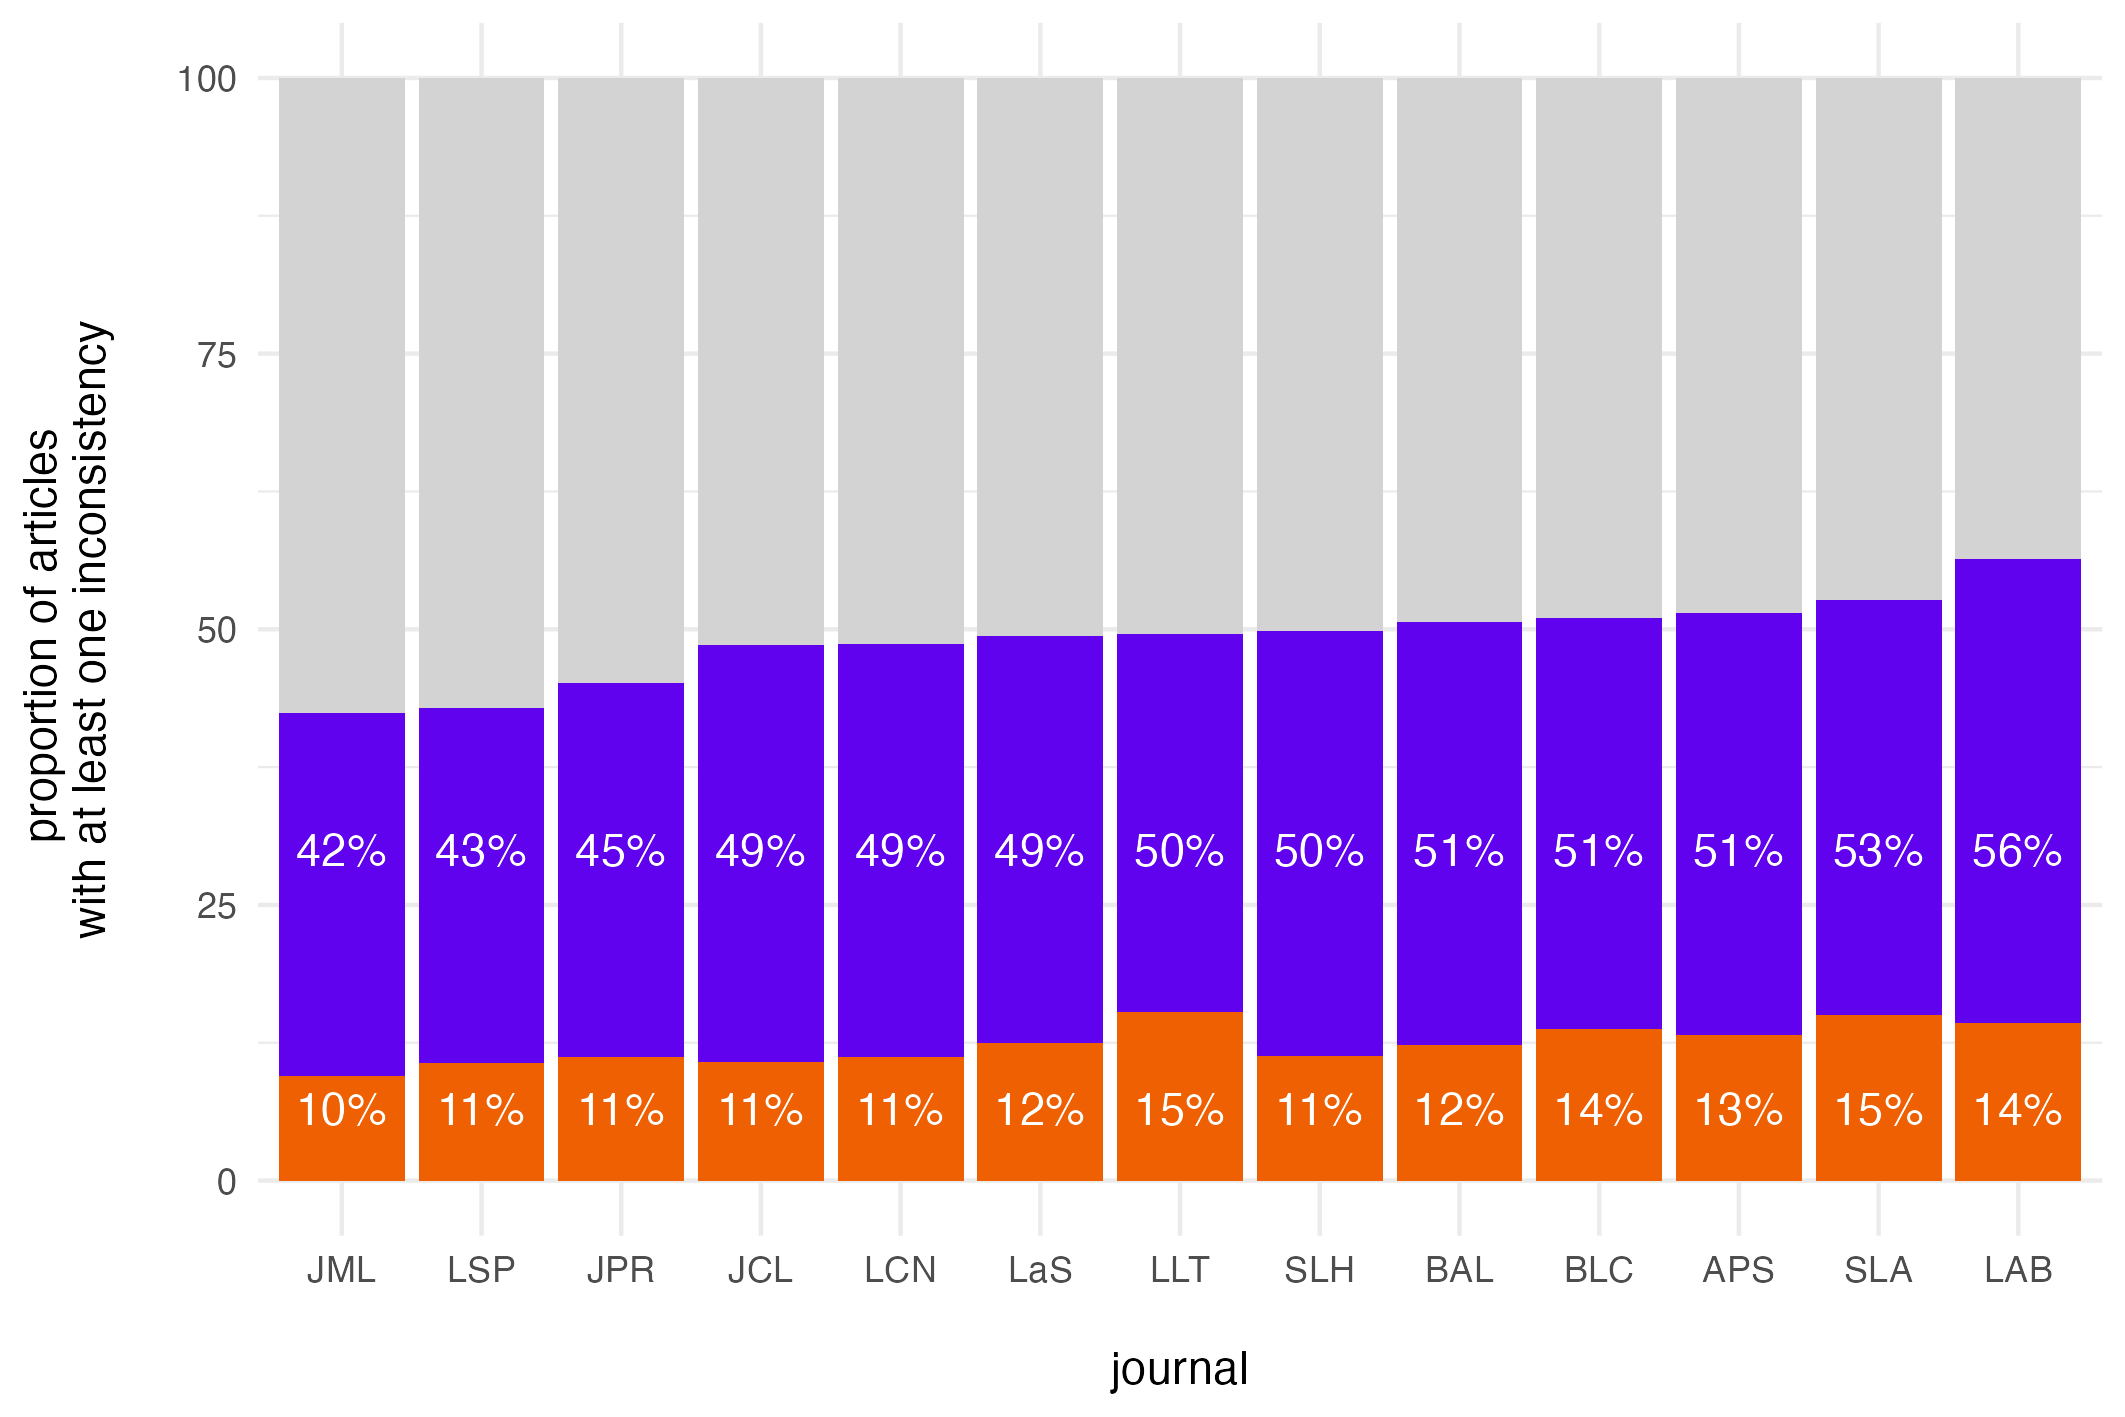 proportion of articles
with at least one inconsistency
100
75
50
25
0
42% 43% 45% 49% 49% 49% 50% 50% 51% 51% 51% 53% 56%
10% 11% 11% 11% 11% 12% 15% 11% 12% 14% 13% 15% 14%
JML LSP JPR JCL LCN LaS LLT SLH BAL BLC APS SLA LAB
journal